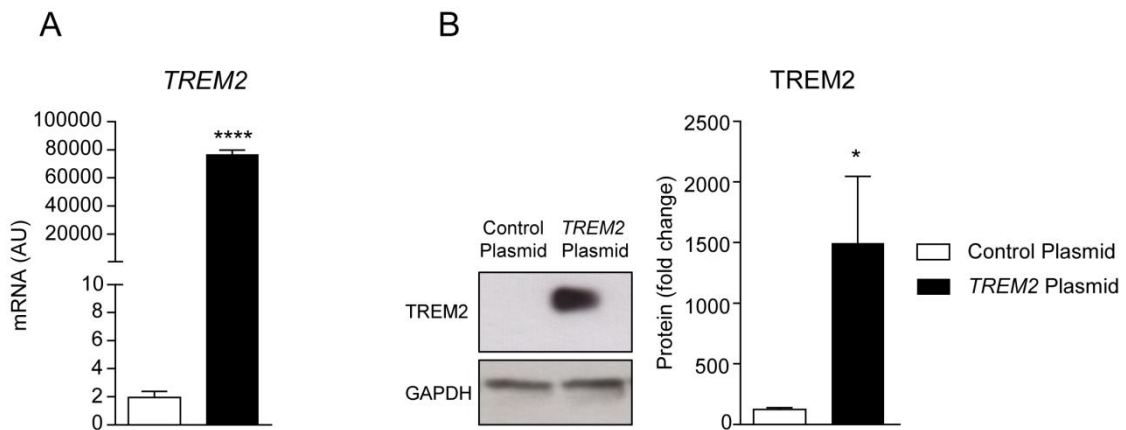 A
TREM2
mRNA (AU)
100000
80000
60000
40000
20000
10
8
6
4
2
0
****
B
Control Plasmid
TREM2 Plasmid
TREM2
GAPDH
TREM2
Protein (fold change)
2500
2000
1500
1000
500
0
*
Control Plasmid
TREM2 Plasmid